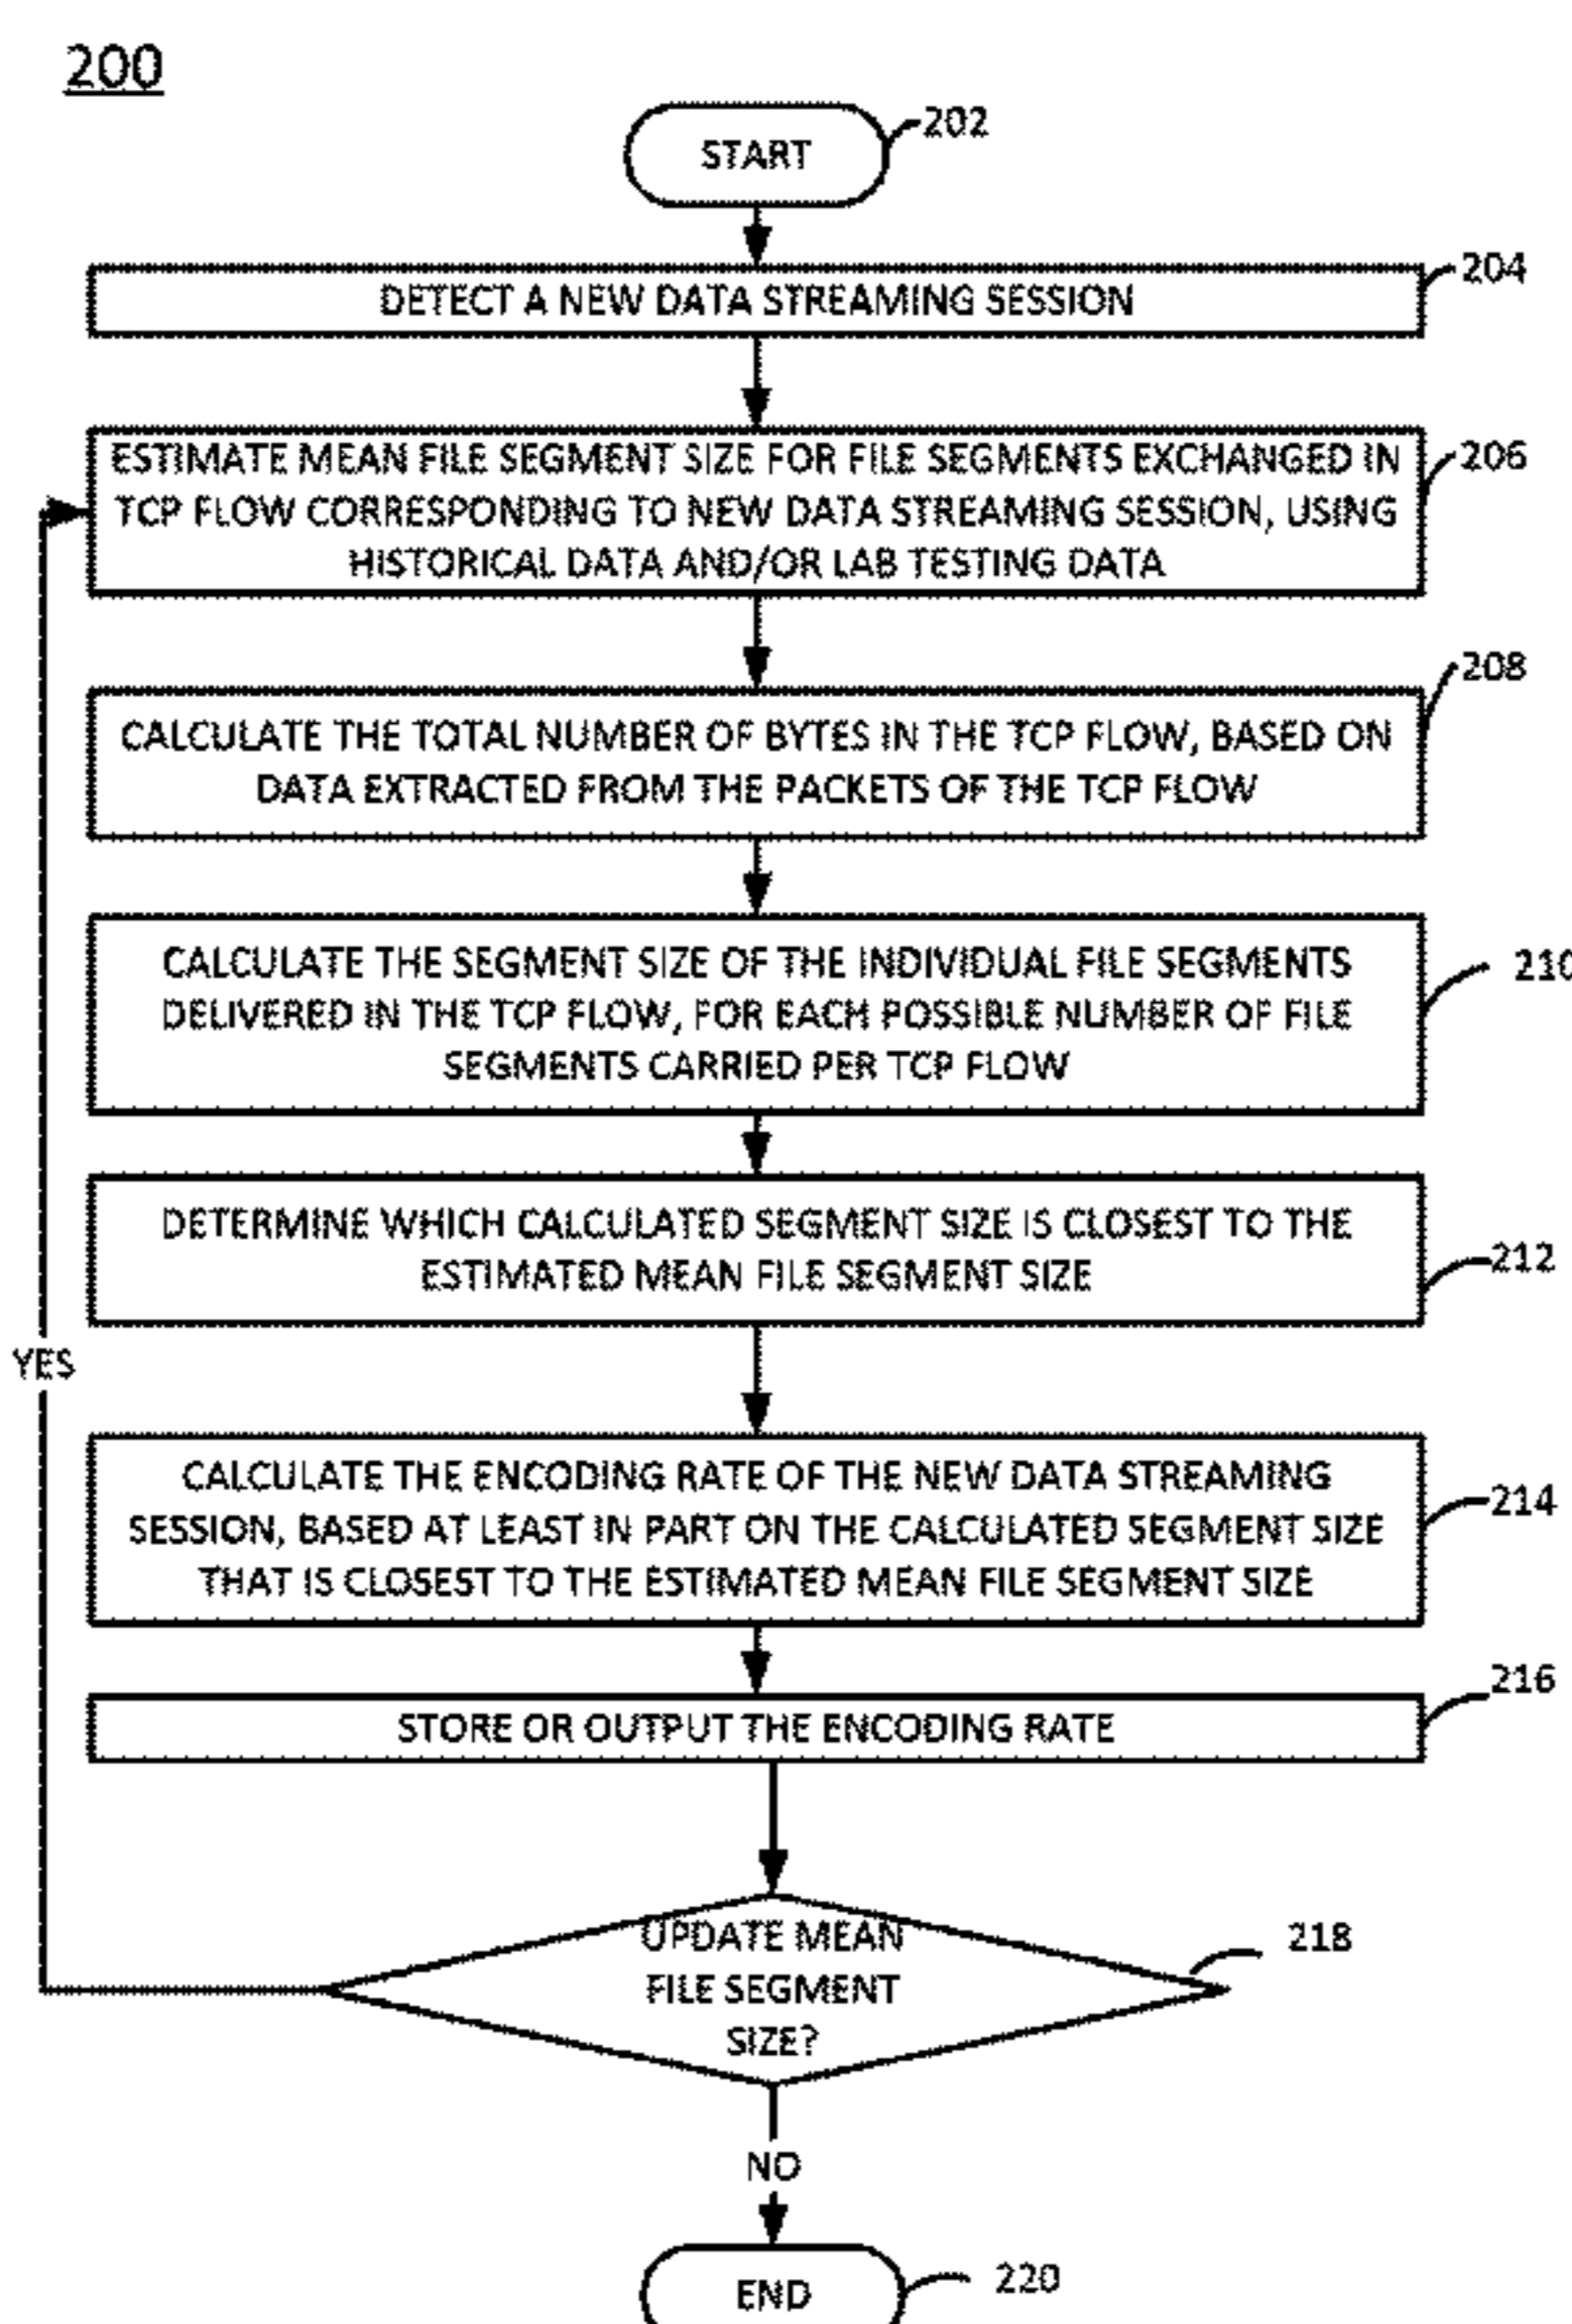 200
START
202
DETECT A NEW DATA STREAMING SESSION
204
ESTIMATE MEAN FILE SEGMENT SIZE FOR FILE SEGMENTS EXCHANGED IN
TCP FLOW CORRESPONDING TO NEW DATA STREAMING SESSION, USING
HISTORICAL DATA AND/OR LAB TESTING DATA
206
CALCULATE THE TOTAL NUMBER OF BYTES IN THE TCP FLOW, BASED ON
DATA EXTRACTED FROM THE PACKETS OF THE TCP FLOW
208
CALCULATE THE SEGMENT SIZE OF THE INDIVIDUAL FILE SEGMENTS
DELIVERED IN THE TCP FLOW, FOR EACH POSSIBLE NUMBER OF FILE
SEGMENTS CARRIED PER TCP FLOW
210
DETERMINE WHICH CALCULATED SEGMENT SIZE IS CLOSEST TO THE
ESTIMATED MEAN FILE SEGMENT SIZE
212
YES
CALCULATE THE ENCODING RATE OF THE NEW DATA STREAMING
SESSION, BASED AT LEAST IN PART ON THE CALCULATED SEGMENT SIZE
THAT IS CLOSEST TO THE ESTIMATED MEAN FILE SEGMENT SIZE
214
STORE OR OUTPUT THE ENCODING RATE
216
UPDATE MEAN
FILE SEGMENT
SIZE?
218
NO
END
220